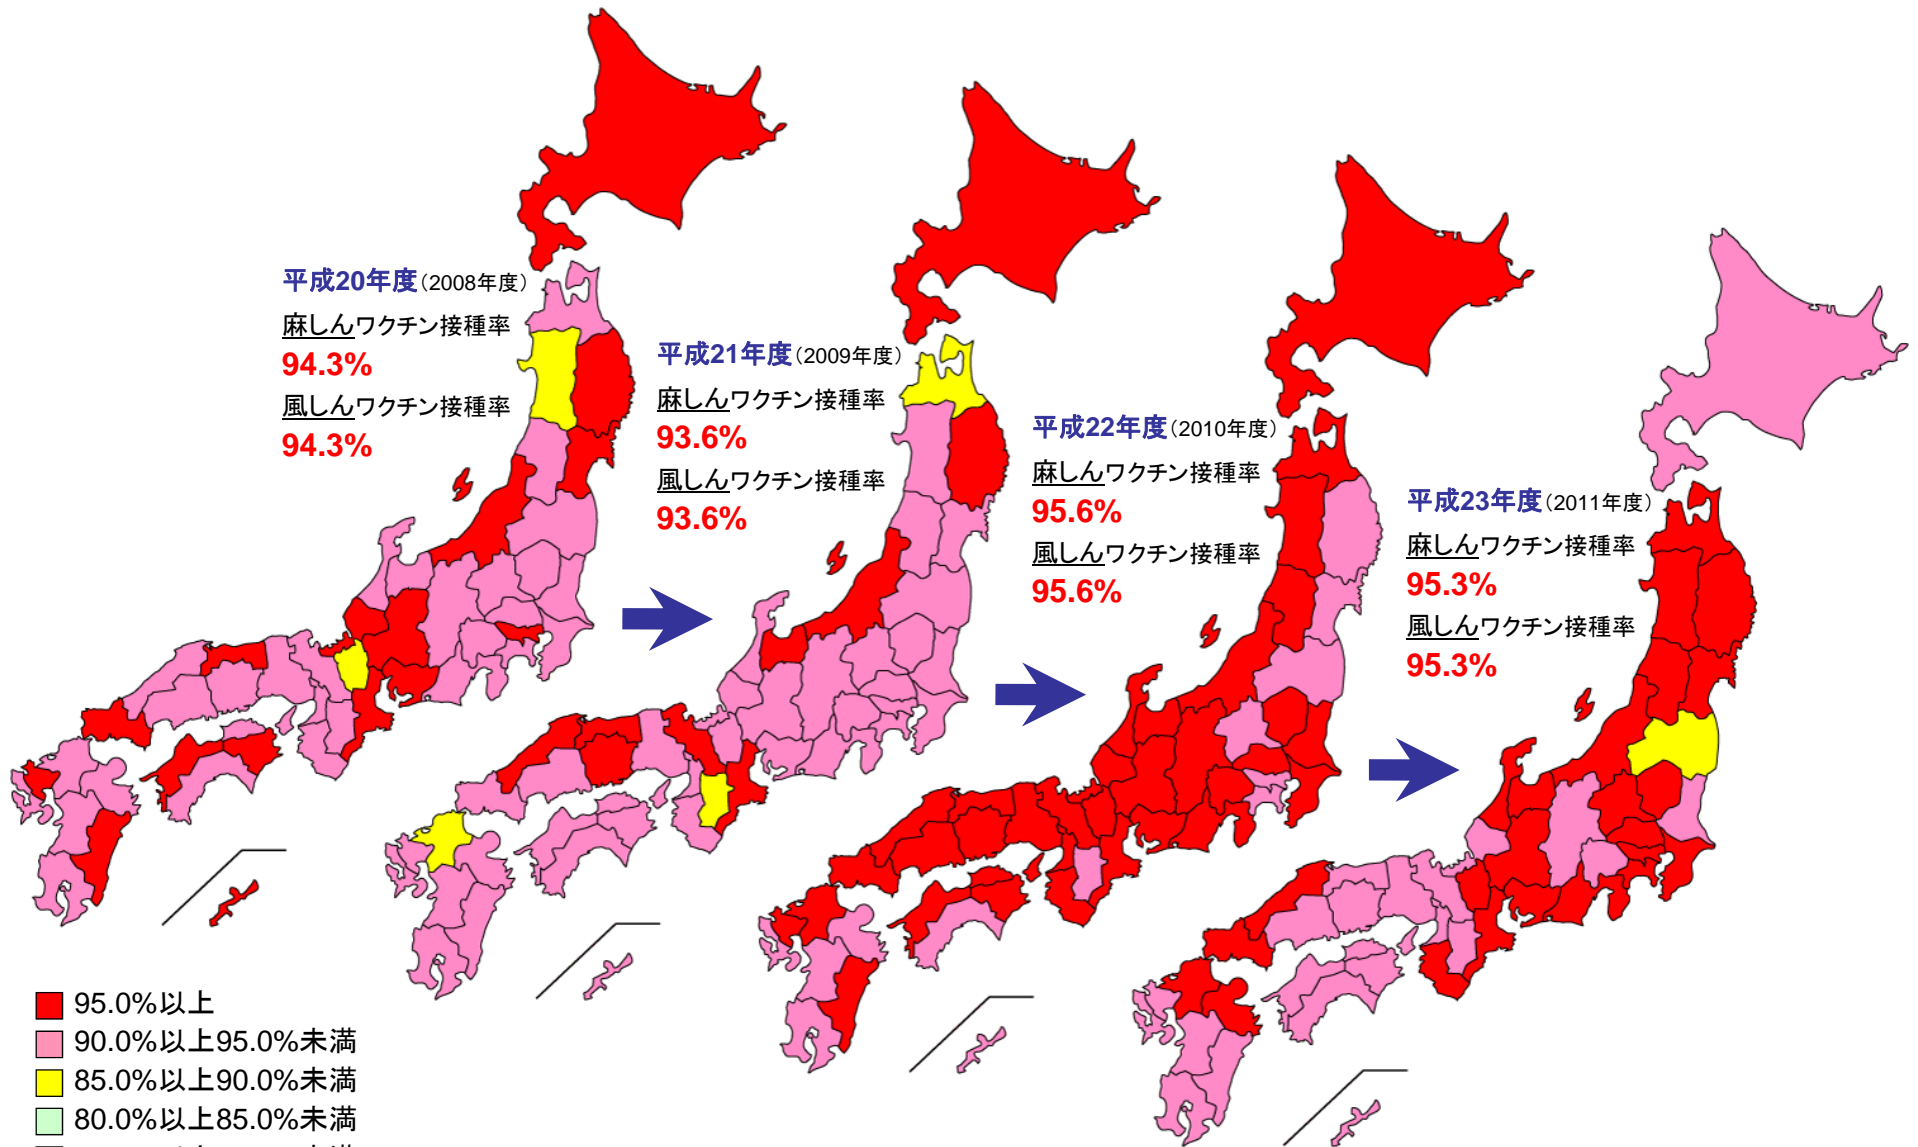 平成20年度(2008年度)
麻しんワクチン接種率
94.3%
風しんワクチン接種率
94.3%
平成21年度(2009年度)
麻しんワクチン接種率
93.6%
風しんワクチン接種率
93.6%
平成22年度(2010年度)
麻しんワクチン接種率
95.6%
風しんワクチン接種率
95.6%
平成23年度(2011年度)
麻しんワクチン接種率
95.3%
風しんワクチン接種率
95.3%
95.0%以上
90.0%以上95.0%未満
85.0%以上90.0%未満
80.0%以上85.0%未満